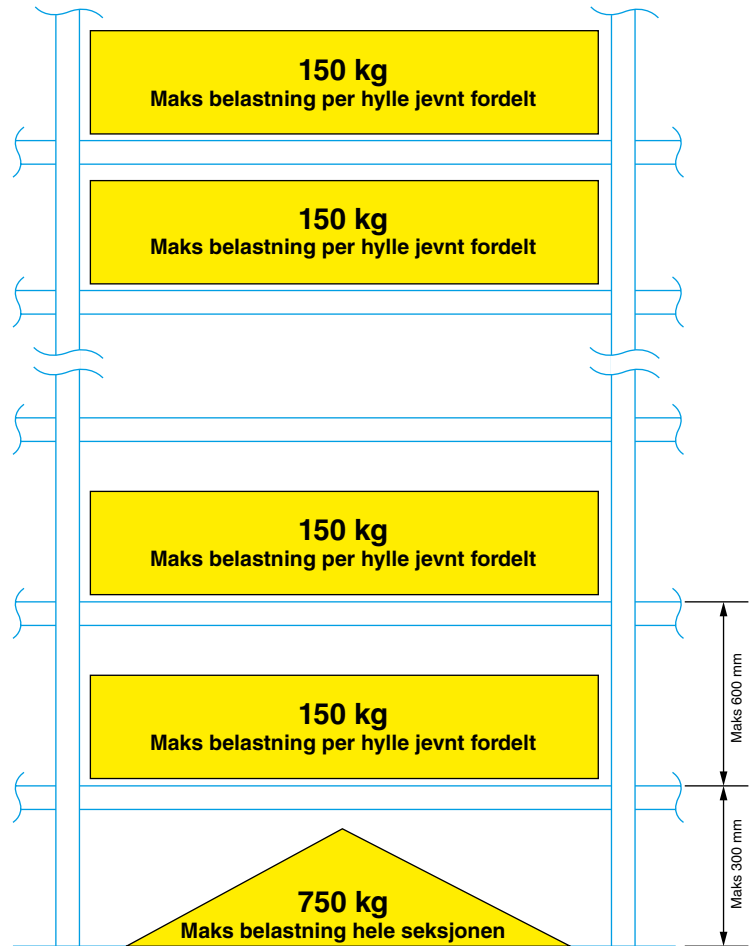 150 kg
Maks belastning per hylle jevnt fordelt
150 kg
Maks belastning per hylle jevnt fordelt
150 kg
Maks belastning per hylle jevnt fordelt
Maks 600 mm
150 kg
Maks belastning per hylle jevnt fordelt
Maks 300 mm
750 kg
Maks belastning hele seksjonen